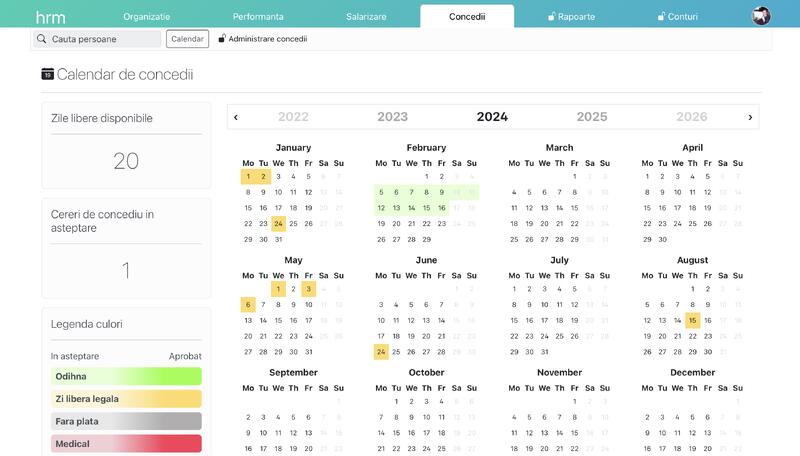 hrm Organizatie Performanta Salarizare Concedii Rapoarte Conturi
Cauta persoane Calendar Administrare concedii
19 Calendar de concedii
Zile libere disponibile
20
Cereri de concediu in
asteptare
1
Legenda culori
In asteptare Aprobat
Odihna
Zi libera legala
Fara plata
Medical
2022 2023 2024 2025 2026
January February March April
Mo Tu We Th Fr Sa Su Mo Tu We Th Fr Sa Su Mo Tu We Th Fr Sa Su Mo Tu We Th Fr Sa Su
1 2 3 4 5 6 7 1 2 3 4 1 2 3 1 2 3 4 5 6 7
8 9 10 11 12 13 14 5 6 7 8 9 10 11 4 5 6 7 8 9 10 8 9 10 11 12 13 14
15 16 17 18 19 20 21 12 13 14 15 16 17 18 11 12 13 14 15 16 17 15 16 17 18 19 20 21
22 23 24 25 26 27 28 19 20 21 22 23 24 25 18 19 20 21 22 23 24 22 23 24 25 26 27 28
29 30 31 26 27 28 29 25 26 27 28 29 30 31 29 30
May June July August
Mo Tu We Th Fr Sa Su Mo Tu We Th Fr Sa Su Mo Tu We Th Fr Sa Su Mo Tu We Th Fr Sa Su
1 2 3 4 5 1 2 1 2 3 4 5 6 7 1 2 3 4
6 7 8 9 10 11 12 3 4 5 6 7 8 9 8 9 10 11 12 13 14 5 6 7 8 9 10 11
13 14 15 16 17 18 19 10 11 12 13 14 15 16 15 16 17 18 19 20 21 12 13 14 15 16 17 18
20 21 22 23 24 25 26 17 18 19 20 21 22 23 22 23 24 25 26 27 28 19 20 21 22 23 24 25
27 28 29 30 31 24 25 26 27 28 29 30 29 30 31 26 27 28 29 30 31
September October November December
Mo Tu We Th Fr Sa Su Mo Tu We Th Fr Sa Su Mo Tu We Th Fr Sa Su Mo Tu We Th Fr Sa Su
1 1 2 3 4 5 6 1 2 3 1
2 3 4 5 6 7 8 7 8 9 10 11 12 13 4 5 6 7 8 9 10 2 3 4 5 6 7 8
9 10 11 12 13 14 15 14 15 16 17 18 19 20 11 12 13 14 15 16 17 9 10 11 12 13 14 15
16 17 18 19 20 21 22 21 22 23 24 25 26 27 18 19 20 21 22 23 24 16 17 18 19 20 21 22